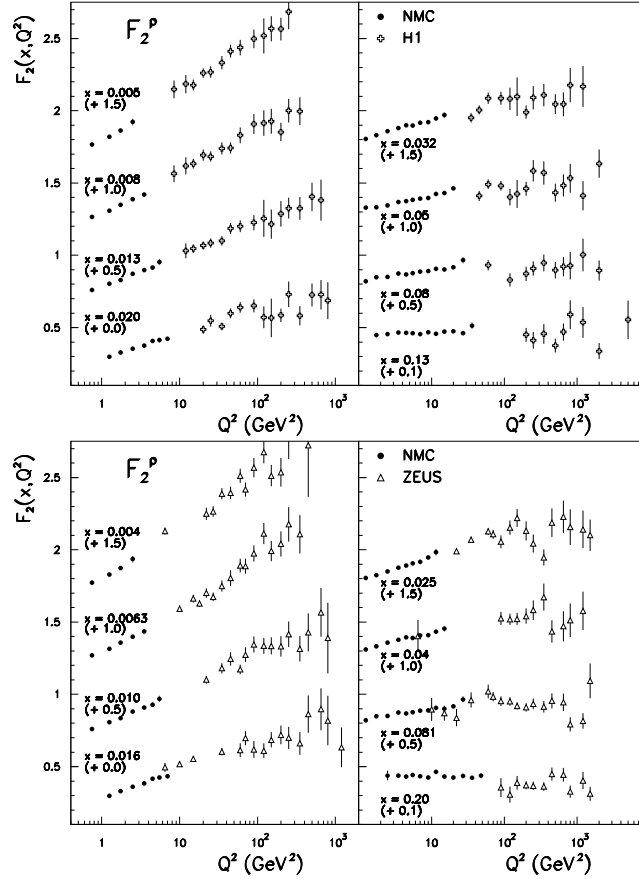 F₂(x,Q²)
2.5
2
1.5
1
0.5
F₂ᵖ
x = 0.005
(+ 1.5)
x = 0.008
(+ 1.0)
x = 0.013
(+ 0.5)
x = 0.020
(+ 0.0)
1 10 10² 10³
Q² (GeV²)
NMC
H1
x = 0.032
(+ 1.5)
x = 0.05
(+ 1.0)
x = 0.08
(+ 0.5)
x = 0.13
(+ 0.1)
10 10² 10³
Q² (GeV²)
F₂(x,Q²)
2.5
2
1.5
1
0.5
F₂ᵖ
x = 0.004
(+ 1.5)
x = 0.0063
(+ 1.0)
x = 0.010
(+ 0.5)
x = 0.016
(+ 0.0)
1 10 10² 10³
Q² (GeV²)
NMC
ZEUS
x = 0.025
(+ 1.5)
x = 0.04
(+ 1.0)
x = 0.081
(+ 0.5)
x = 0.20
(+ 0.1)
1 10 10² 10³
Q² (GeV²)